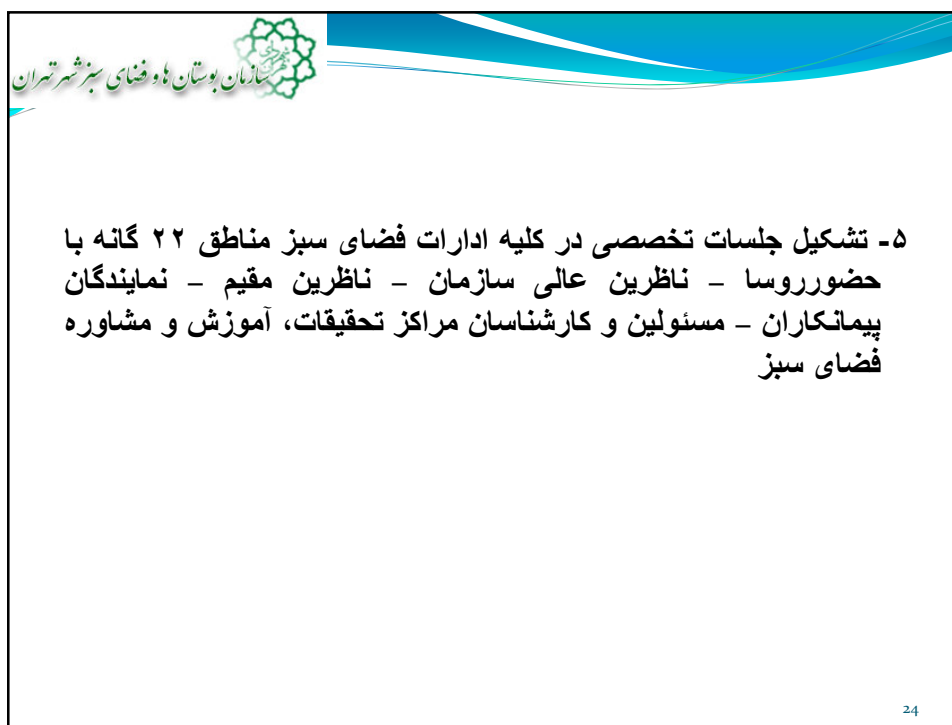 سازمان بوستان ها و فضای سبز شهر تهران
۵- تشکیل جلسات تخصصی در کلیه ادارات فضای سبز مناطق ۲۲ گانه با
حضورروسا – ناظرین عالی سازمان – ناظرین مقیم – نمایندگان
پیمانکاران – مسئولین و کارشناسان مراکز تحقیقات، آموزش و مشاوره
فضای سبز
24